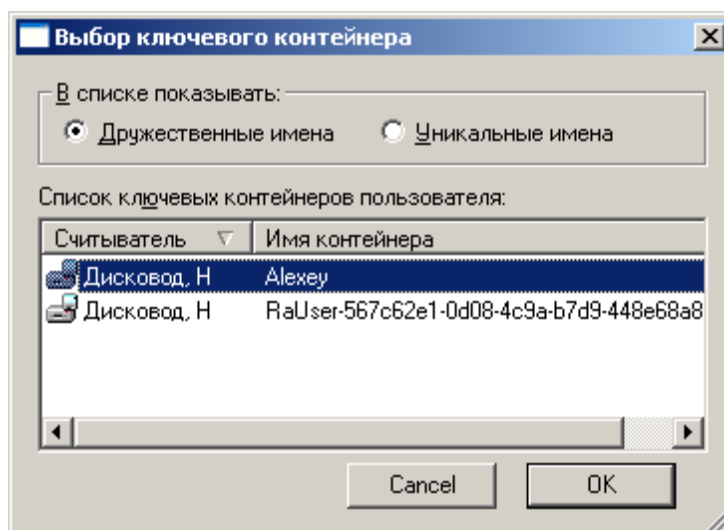 Выбор ключевого контейнера
В списке показывать:
Дружественные имена Уникальные имена
Список ключевых контейнеров пользователя:
Считыватель Имя контейнера
Дисковод, H Alexey
Дисковод, H RaUser-567c62e1-0d08-4c9a-b7d9-448e68a8
Cancel OK